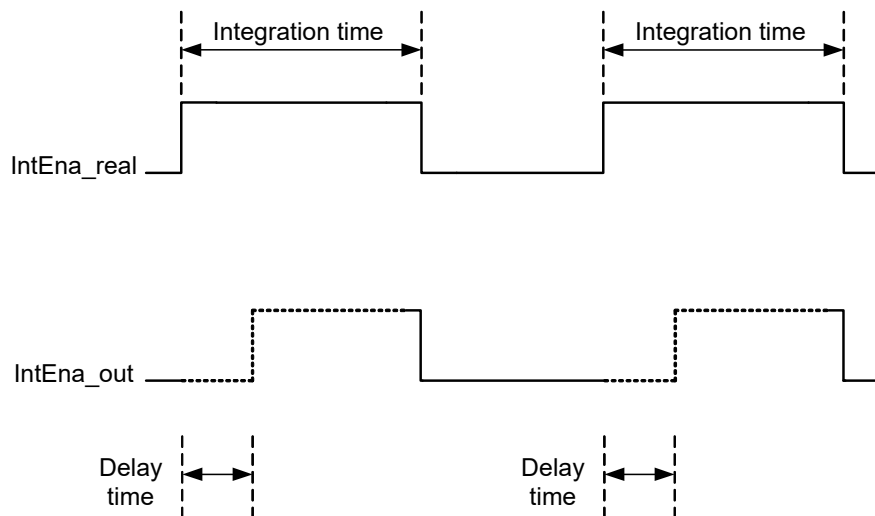 Integration time
Integration time
IntEna_real
IntEna_out
Delay
time
Delay
time